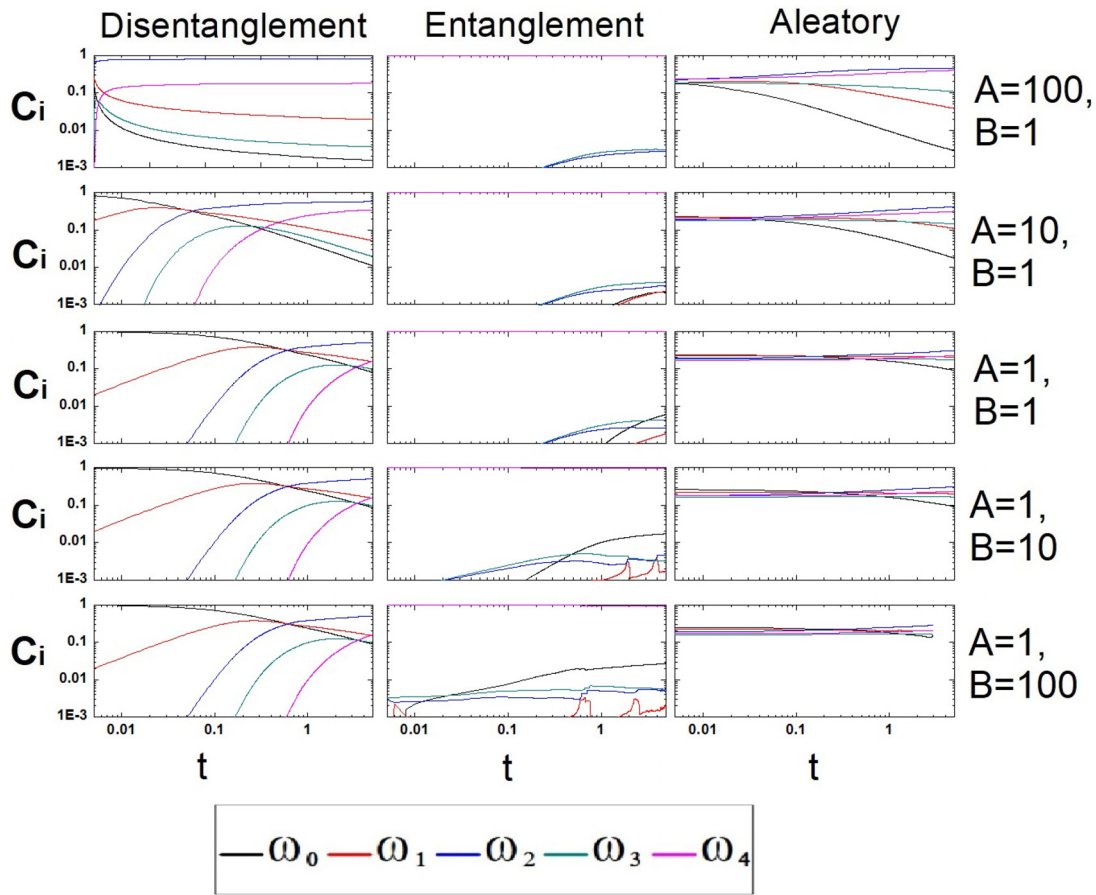 Disentanglement Entanglement Aleatory
1
0.1
0.01
1E-3
Ci
A=100,
B=1
1
0.1
0.01
1E-3
Ci
A=10,
B=1
1
0.1
0.01
1E-3
Ci
A=1,
B=1
1
0.1
0.01
1E-3
Ci
A=1,
B=10
1
0.1
0.01
1E-3
Ci
A=1,
B=100
0.01 0.1 1 0.01 0.1 1 0.01 0.1 1
t t t
ω₀ ω₁ ω₂ ω₃ ω₄